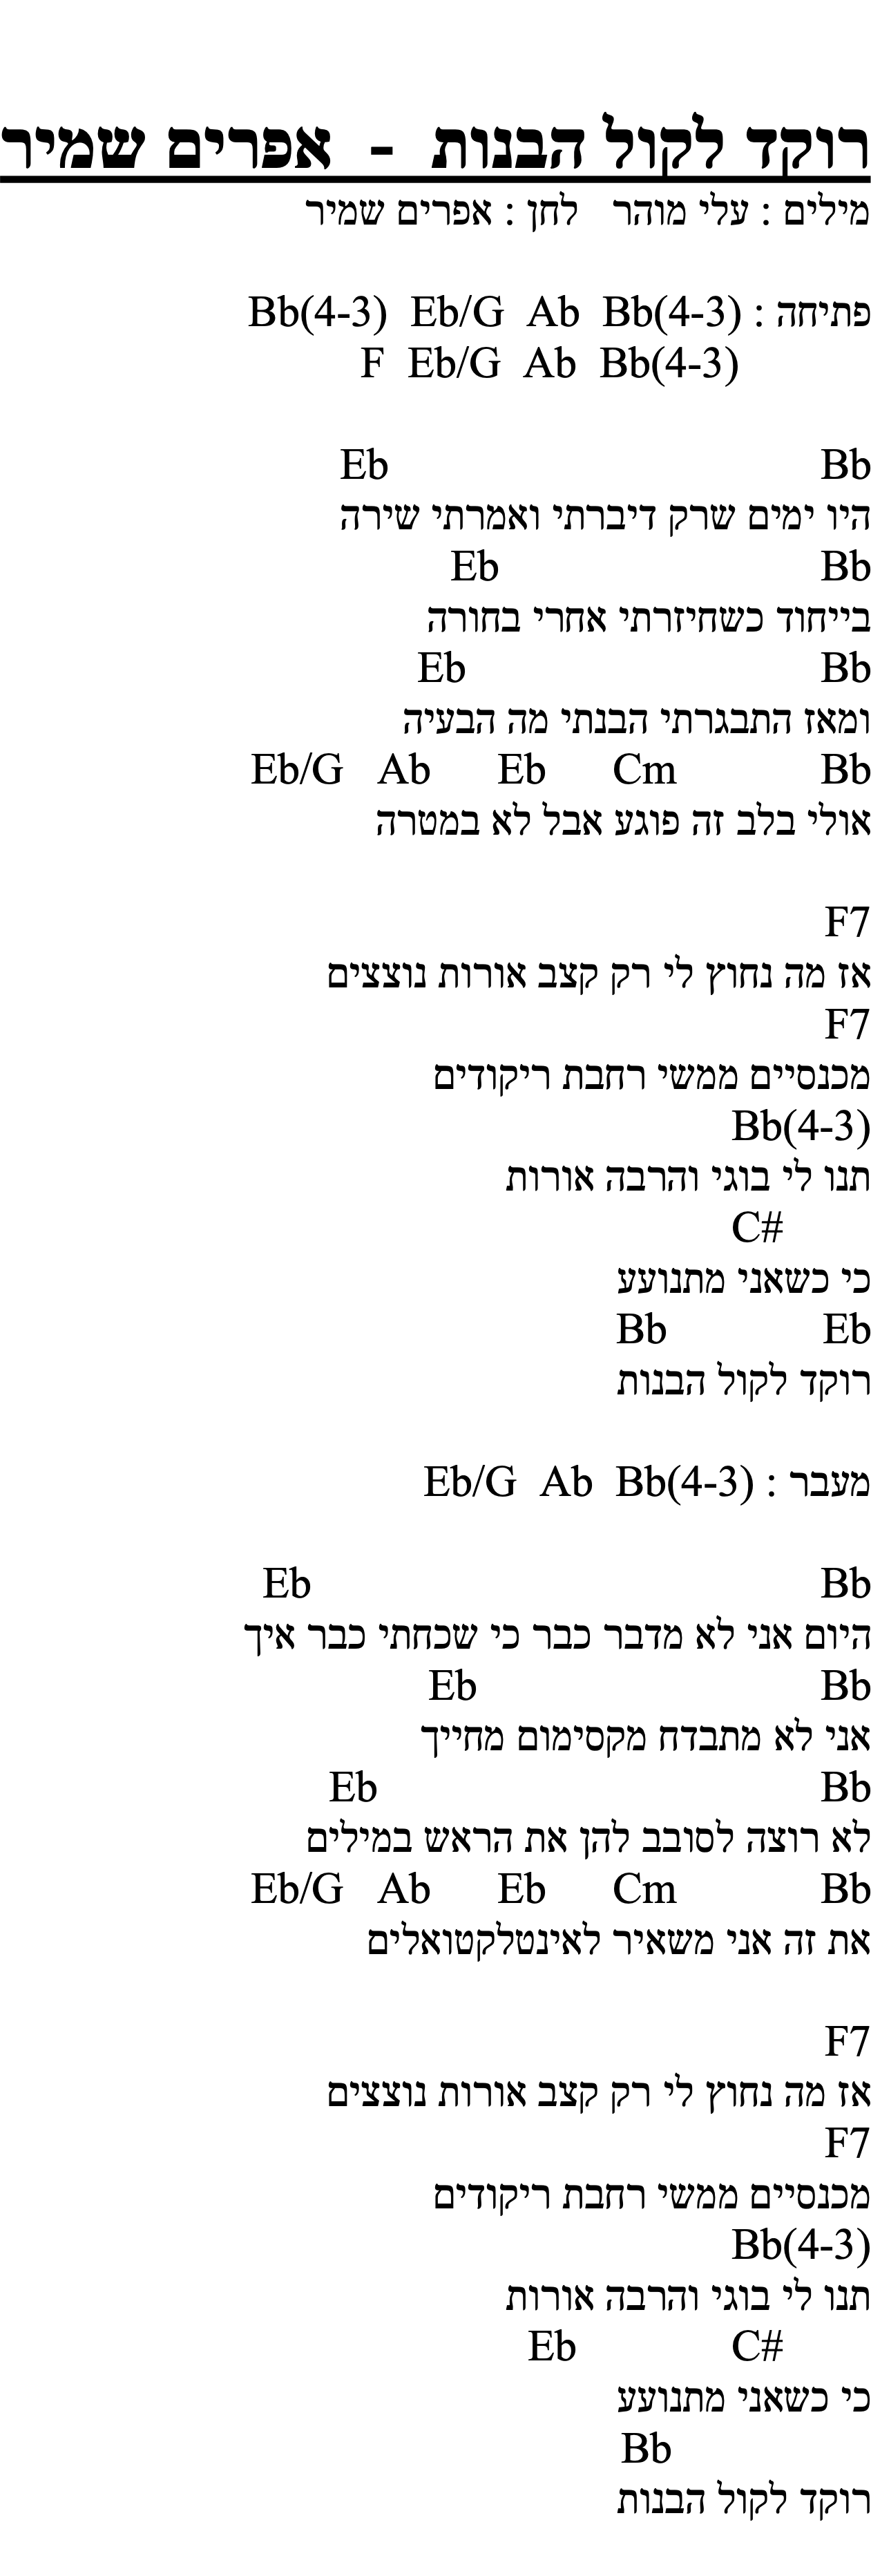 רוקד לקול הבנות - אפרים שמיר
מילים : עלי מוהר   לחן : אפרים שמיר
פתיחה : Bb(4-3)  Eb/G  Ab  Bb(4-3)
F  Eb/G  Ab  Bb(4-3)
Eb Bb
היו ימים שרק דיברתי ואמרתי שירה
Eb Bb
בייחוד כשחיזרתי אחרי בחורה
Eb Bb
ומאז התבגרתי הבנתי מה הבעיה
Eb/G Ab Eb Cm Bb
אולי בלב זה פוגע אבל לא במטרה
F7
אז מה נחוץ לי רק קצב אורות נוצצים
F7
מכנסיים ממשי רחבת ריקודים
Bb(4-3)
תנו לי בוגי והרבה אורות
C#
כי כשאני מתנועע
Bb Eb
רוקד לקול הבנות
מעבר : Eb/G  Ab  Bb(4-3)
Eb Bb
היום אני לא מדבר כבר כי שכחתי כבר איך
Eb Bb
אני לא מתבדח מקסימום מחייך
Eb Bb
לא רוצה לסובב להן את הראש במילים
Eb/G Ab Eb Cm Bb
את זה אני משאיר לאינטלקטואלים
F7
אז מה נחוץ לי רק קצב אורות נוצצים
F7
מכנסיים ממשי רחבת ריקודים
Bb(4-3)
תנו לי בוגי והרבה אורות
Eb C#
כי כשאני מתנועע
Bb
רוקד לקול הבנות